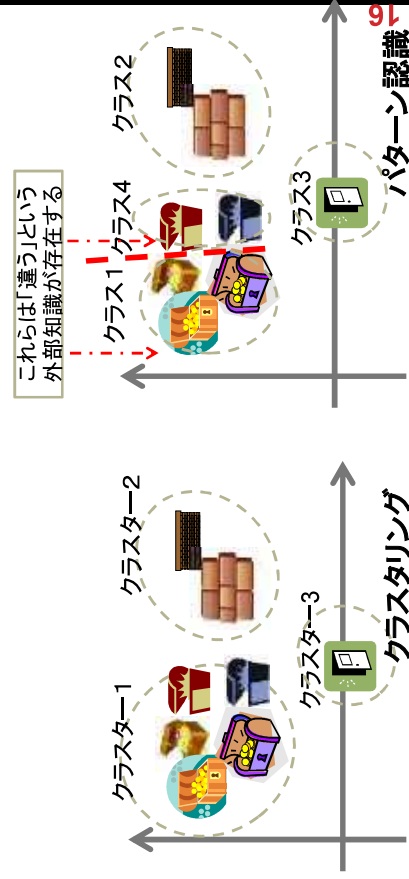 これらは「違う」という
外部知識が存在する
クラスター1
クラスター2
クラスター3
クラスタリング
クラス1
クラス4
クラス2
クラス3
パターン認識
16